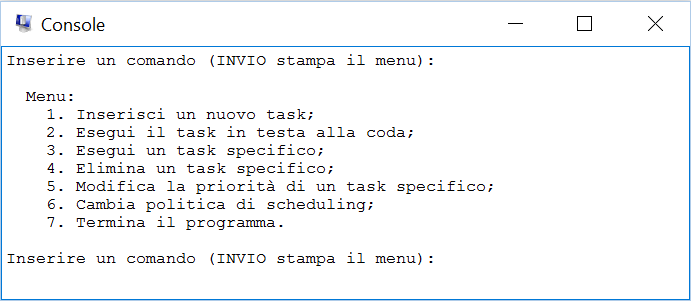 Console
Inserire un comando (INVIO stampa il menu):
Menu:
1. Inserisci un nuovo task;
2. Esegui il task in testa alla coda;
3. Esegui un task specifico;
4. Elimina un task specifico;
5. Modifica la priorità di un task specifico;
6. Cambia politica di scheduling;
7. Termina il programma.
Inserire un comando (INVIO stampa il menu):